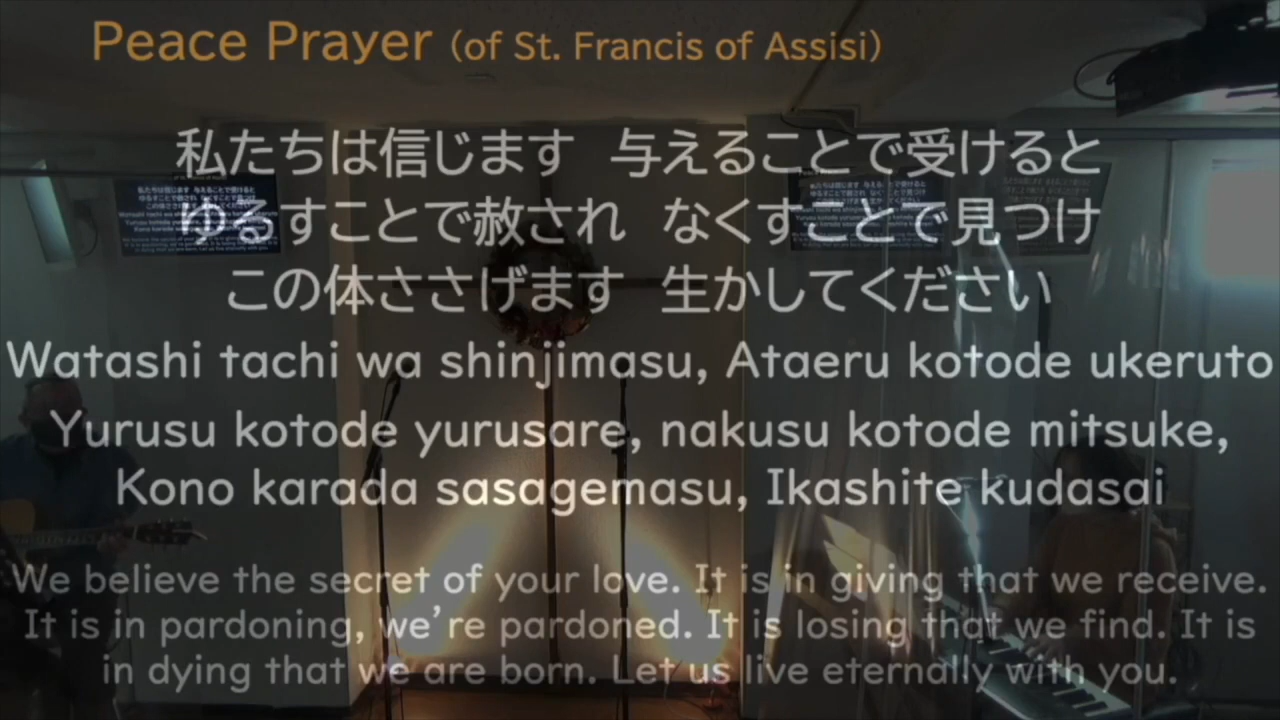 Peace Prayer (of St. Francis of Assisi)
私たちは信じます 与えることで受けると
ゆるすことで赦され なくすことで見つけ
この体ささげます 生かしてください
Watashi tachi wa shinjimasu, Ataeru kotode ukeruto
Yurusu kotode yurusare, nakusu kotode mitsuke,
Kono karada sasagemasu, Ikashite kudasai
We believe the secret of your love. It is in giving that we receive.
It is in pardoning, we're pardoned. It is losing that we find. It is
in dying that we are born. Let us live eternally with you.